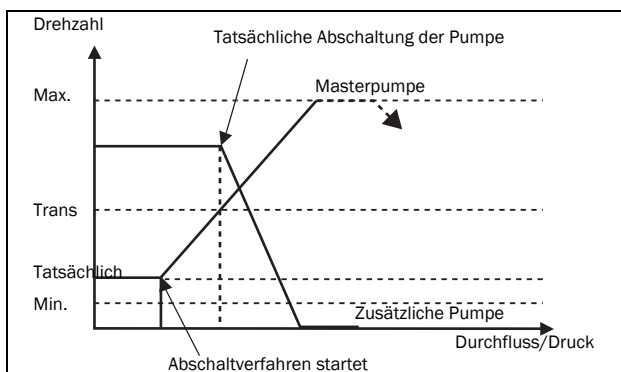 Drehzahl
Tatsächliche Abschaltung der Pumpe
Masterpumpe
Max.
Trans
Tatsächlich
Min.
Zusätzliche Pumpe
Durchfluss/Druck
Abschaltverfahren startet